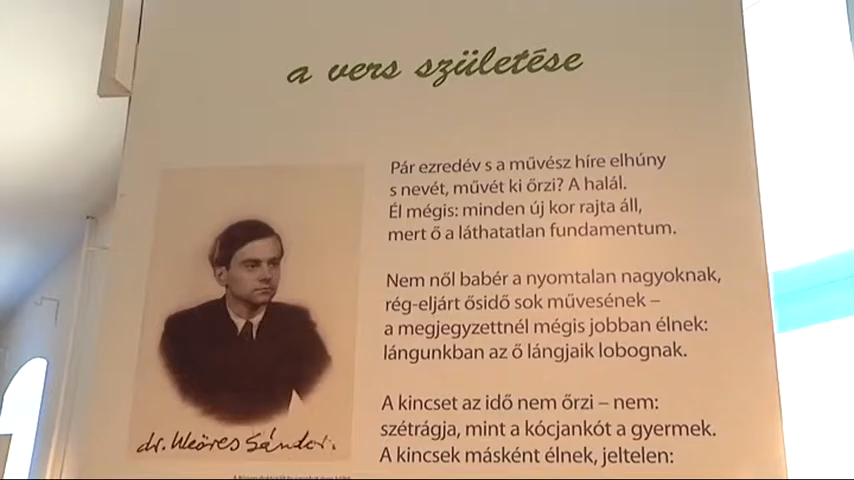 a vers születése
Pár ezredév s a művész híre elhúny
s nevét, művét ki őrzi? A halál.
Él mégis: minden új kor rajta áll,
mert ő a láthatatlan fundamentum.
Nem nől babér a nyomtalan nagyoknak,
rég-eljárt ősidő sok művesének –
a megjegyzettnél mégis jobban élnek:
lángunkban az ő lángjaik lobognak.
A kincset az idő nem őrzi – nem:
szétrágja, mint a kócjankót a gyermek.
A kincsek másként élnek, jeltelen:
dr. Weöres Sándor.